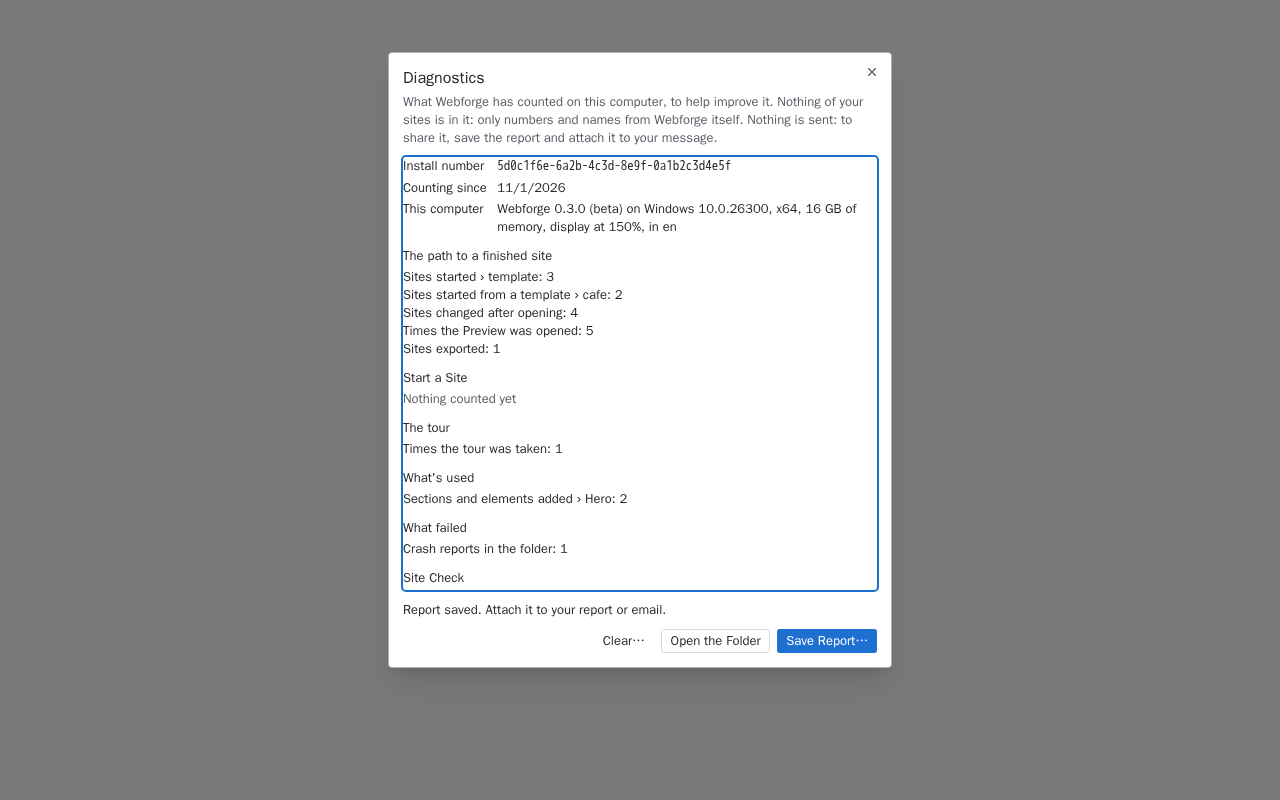 Diagnostics
What Webforge has counted on this computer, to help improve it. Nothing of your
sites is in it: only numbers and names from Webforge itself. Nothing is sent: to
share it, save the report and attach it to your message.
Install number 5d0c1f6e-6a2b-4c3d-8e9f-0a1b2c3d4e5f
Counting since 11/1/2026
This computer Webforge 0.3.0 (beta) on Windows 10.0.26300, x64, 16 GB of
memory, display at 150%, in en
The path to a finished site
Sites started › template: 3
Sites started from a template › cafe: 2
Sites changed after opening: 4
Times the Preview was opened: 5
Sites exported: 1
Start a Site
Nothing counted yet
The tour
Times the tour was taken: 1
What's used
Sections and elements added › Hero: 2
What failed
Crash reports in the folder: 1
Site Check
Report saved. Attach it to your report or email.
Clear…
Open the Folder
Save Report…